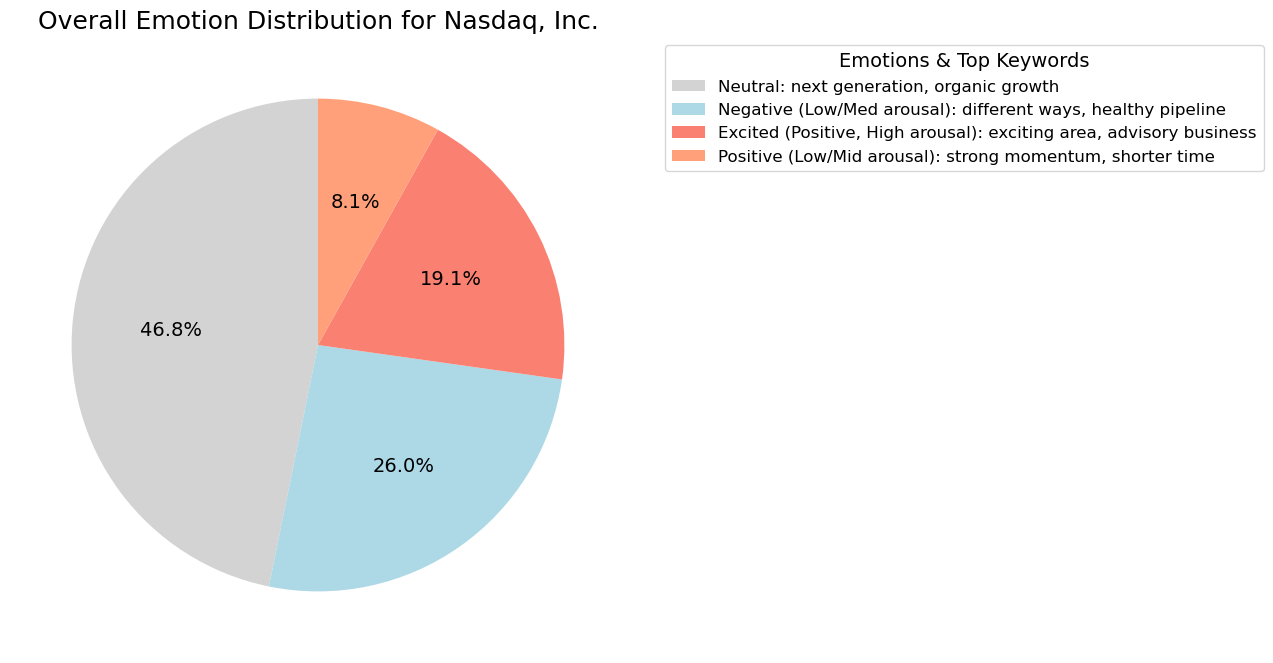 Overall Emotion Distribution for Nasdaq, Inc.
Emotions & Top Keywords
Neutral: next generation, organic growth
Negative (Low/Med arousal): different ways, healthy pipeline
Excited (Positive, High arousal): exciting area, advisory business
Positive (Low/Mid arousal): strong momentum, shorter time
8.1%
19.1%
46.8%
26.0%